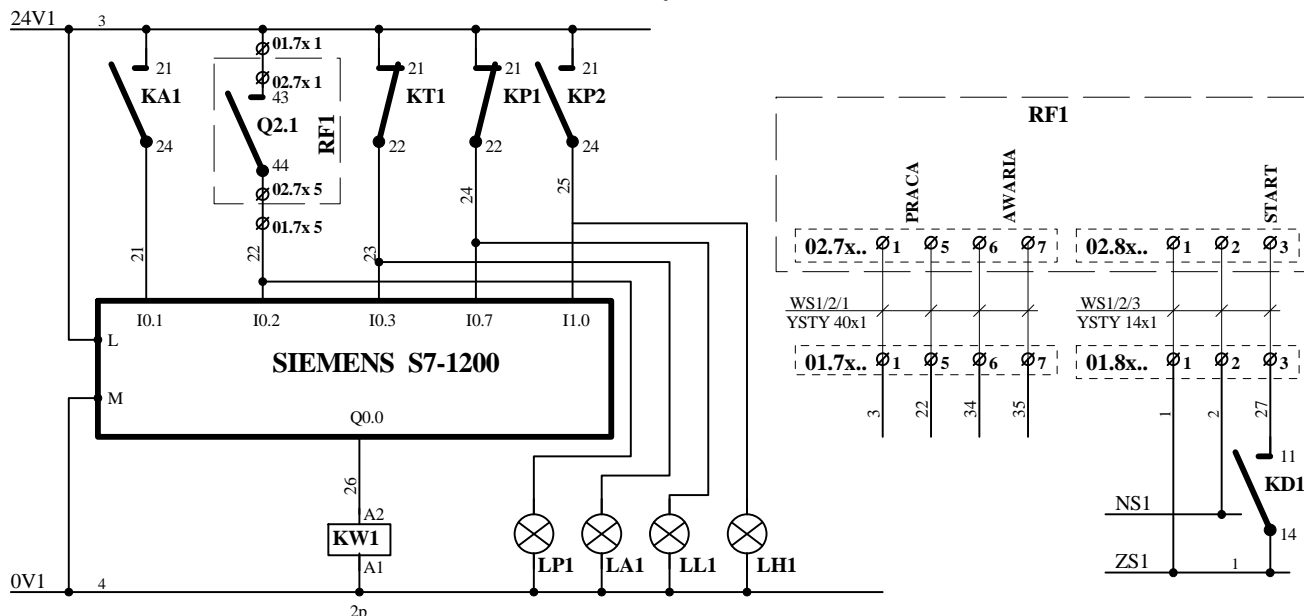 24V1 3
01.7x 1
21 02.7x 1 21 21 21
KA1 43 KT1 KP1 KP2
Q2.1 RF1
24 22 22 24
44
02.7x 5
01.7x 5
21 22 23 24 25
I0.1 I0.2 I0.3 I0.7 I1.0
L
SIEMENS S7-1200
M
Q0.0
26
A2
KW1
A1
LP1 LA1 LL1 LH1
0V1 4
2p
RF1
PRACA AWARIA START
02.7x.. 1 5 6 7 02.8x.. 1 2 3
WS1/2/1 WS1/2/3
YSTY 40x1 YSTY 14x1
01.7x.. 1 5 6 7 01.8x.. 1 2 3
3 22 34 35 1 2 27
11
KD1
NS1
14
ZS1 1